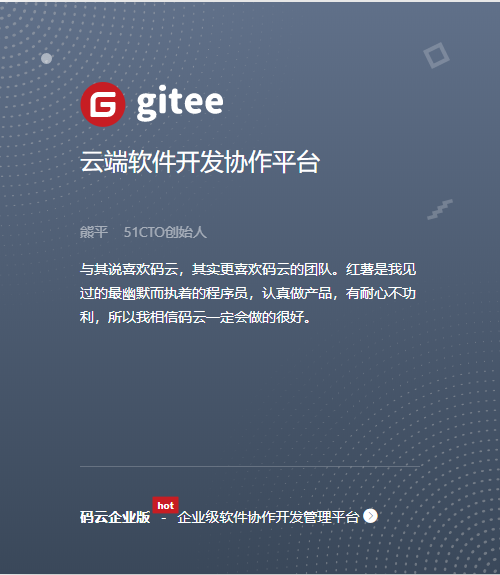 gitee
云端软件开发协作平台
熊平 51CTO创始人
与其说喜欢码云，其实更喜欢码云的团队。红薯是我见
过的最幽默而执着的程序员，认真做产品，有耐心不功
利，所以我相信码云一定会做的很好。
hot
码云企业版 - 企业级软件协作开发管理平台